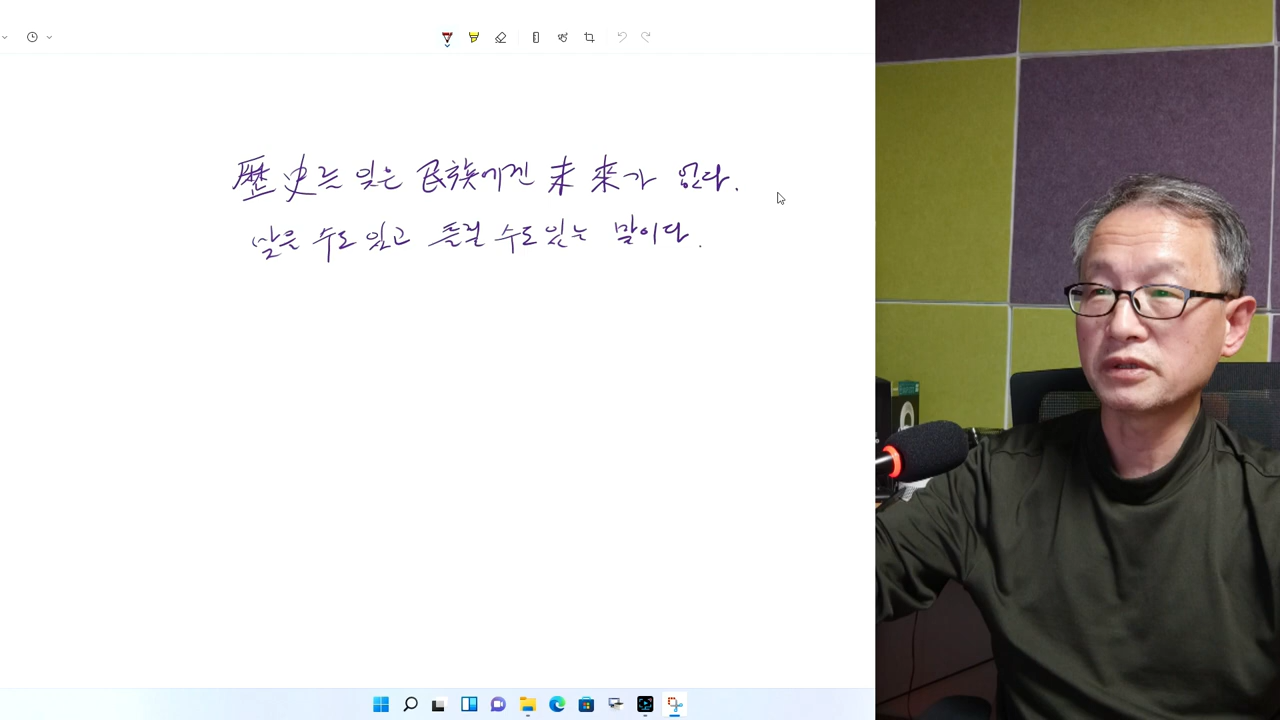 歷史를 잊은 民族에겐 未來가 없다.
맞을 수도 있고 틀릴 수도 있는 말이다.